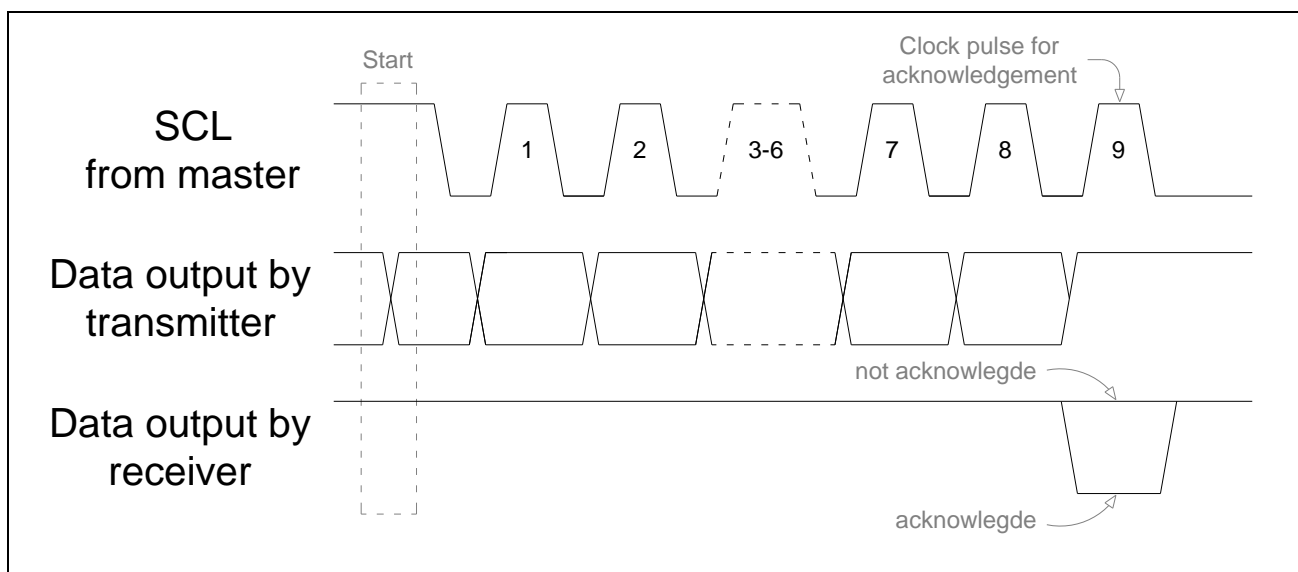 Start
Clock pulse for
acknowledgement
SCL
from master
1
2
3-6
7
8
9
Data output by
transmitter
not acknowlegde
Data output by
receiver
acknowlegde